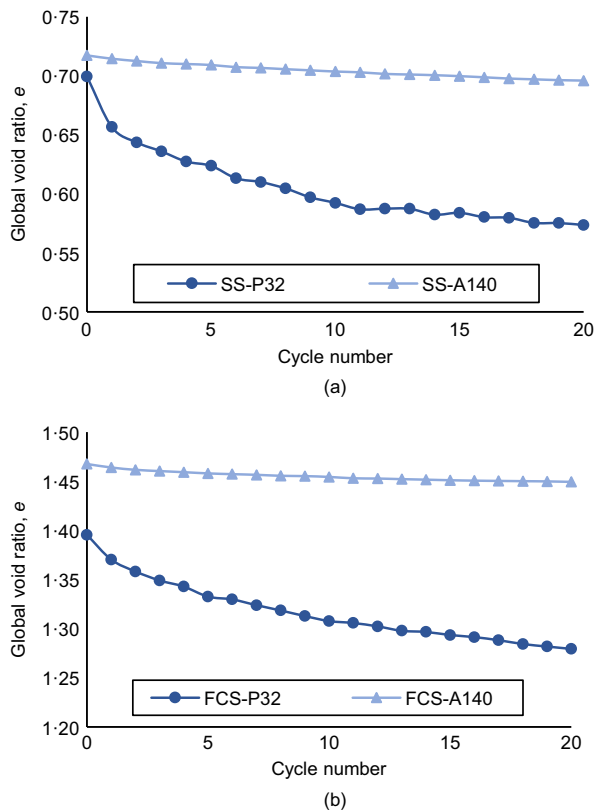 0·75
0·70
0·65
0·60
0·55
0·50
Global void ratio, e
SS-P32 SS-A140
0 5 10 15 20
Cycle number
(a)
1·50
1·45
1·40
1·35
1·30
1·25
1·20
Global void ratio, e
FCS-P32 FCS-A140
0 5 10 15 20
Cycle number
(b)